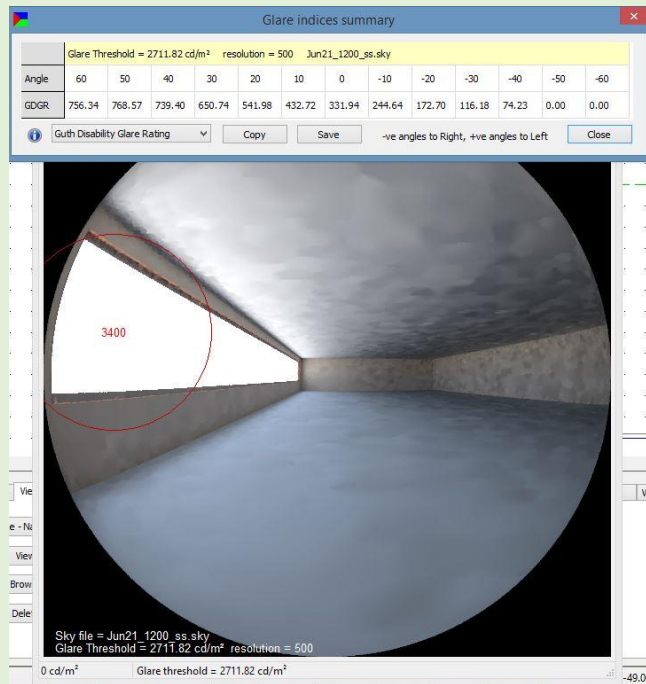 Glare indices summary
Glare Threshold = 2711.82 cd/m² resolution = 500 Jun21_1200_ss.sky
Angle 60 50 40 30 20 10 0 -10 -20 -30 -40 -50 -60
GDGR 756.34 768.57 739.40 650.74 541.98 432.72 331.94 244.64 172.70 116.18 74.23 0.00 0.00
Guth Disability Glare Rating Copy Save -ve angles to Right, +ve angles to Left Close
3400
Vie
e - Na
View
Brow
Dele
Sky file = Jun21_1200_ss.sky
Glare Threshold = 2711.82 cd/m² resolution = 500
0 cd/m² Glare threshold = 2711.82 cd/m²
-49.0